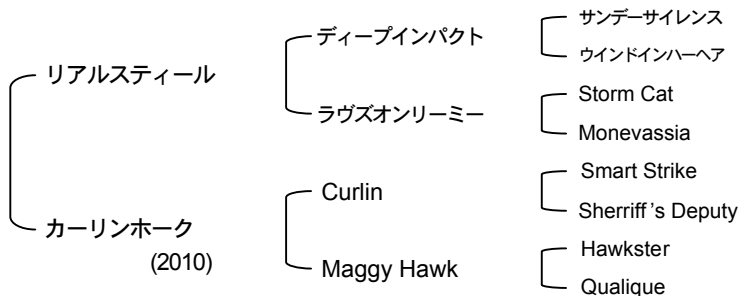 リアルスティール
ディープインパクト
サンデーサイレンス
ウインドインハーヘア
ラヴズオンリーミー
Storm Cat
Monevassia
カーリンホーク
(2010)
Curlin
Smart Strike
Sherriff's Deputy
Maggy Hawk
Hawkster
Qualique